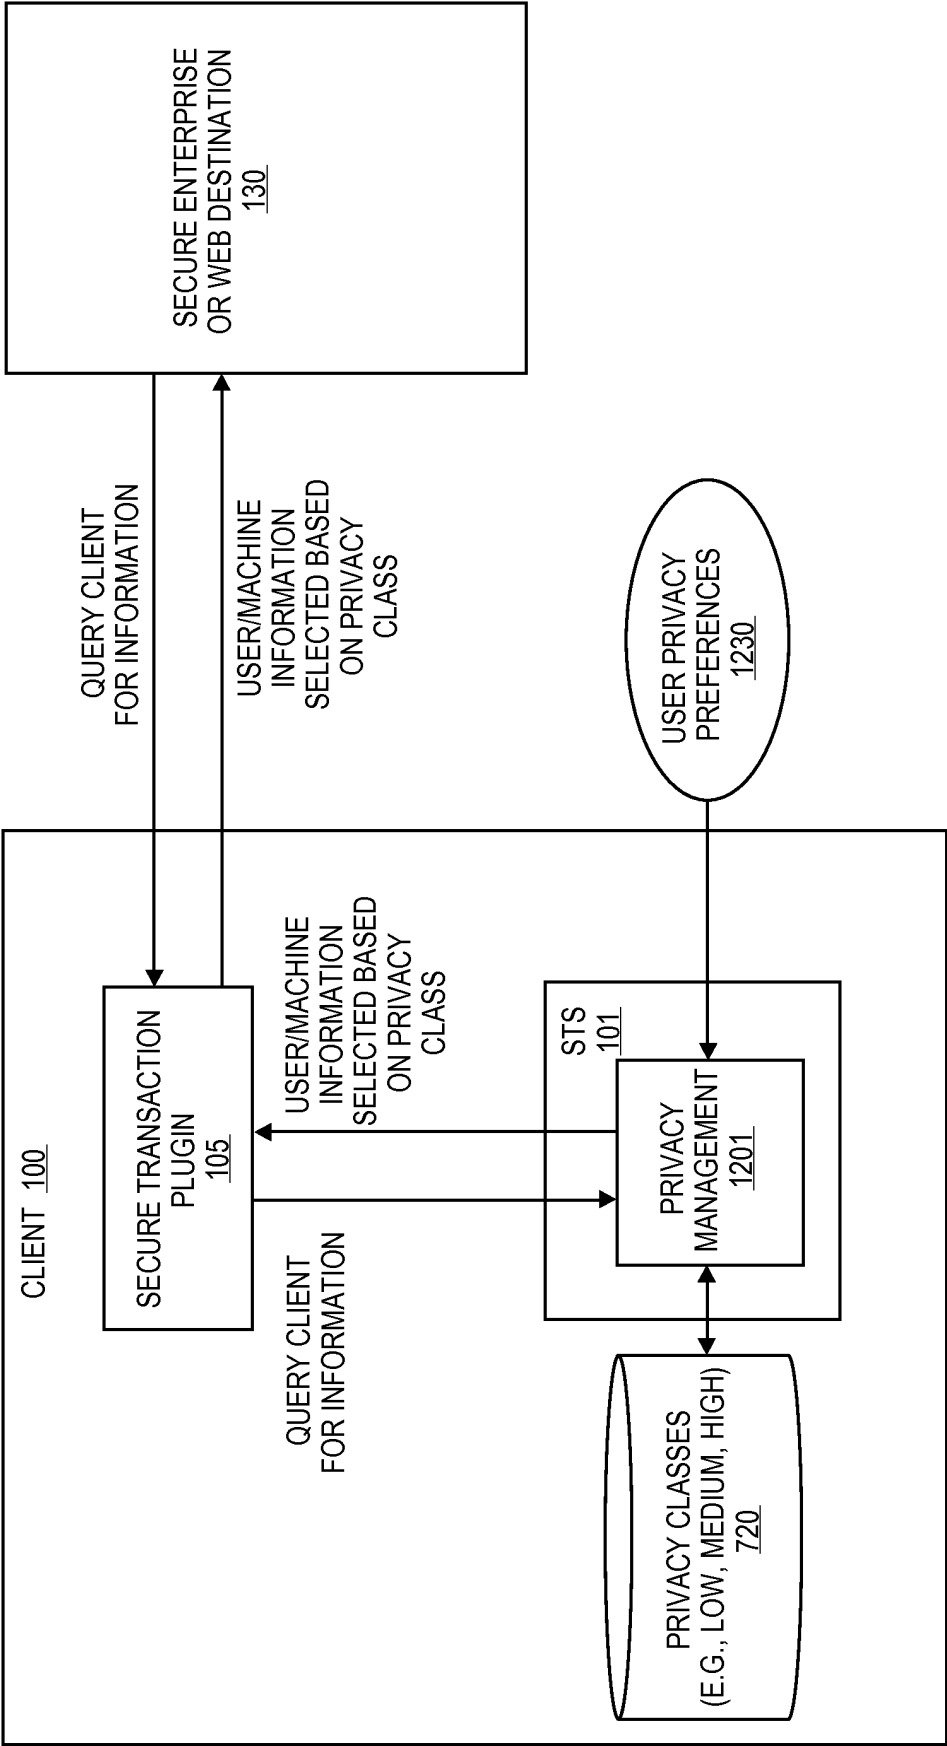 CLIENT 100
SECURE TRANSACTION
PLUGIN
105
QUERY CLIENT
FOR INFORMATION
USER/MACHINE
INFORMATION
SELECTED BASED
ON PRIVACY
CLASS
QUERY CLIENT
FOR INFORMATION
USER/MACHINE
INFORMATION
SELECTED BASED
ON PRIVACY
CLASS
SECURE ENTERPRISE
OR WEB DESTINATION
130
PRIVACY CLASSES
(E.G., LOW, MEDIUM, HIGH)
720
STS
101
PRIVACY
MANAGEMENT
1201
USER PRIVACY
PREFERENCES
1230